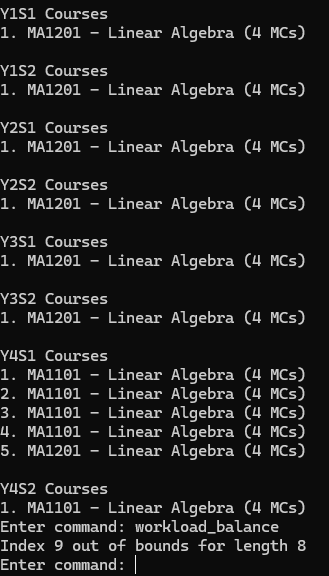 Y1S1 Courses
1. MA1201 - Linear Algebra (4 MCs)
Y1S2 Courses
1. MA1201 - Linear Algebra (4 MCs)
Y2S1 Courses
1. MA1201 - Linear Algebra (4 MCs)
Y2S2 Courses
1. MA1201 - Linear Algebra (4 MCs)
Y3S1 Courses
1. MA1201 - Linear Algebra (4 MCs)
Y3S2 Courses
1. MA1201 - Linear Algebra (4 MCs)
Y4S1 Courses
1. MA1101 - Linear Algebra (4 MCs)
2. MA1101 - Linear Algebra (4 MCs)
3. MA1101 - Linear Algebra (4 MCs)
4. MA1101 - Linear Algebra (4 MCs)
5. MA1201 - Linear Algebra (4 MCs)
Y4S2 Courses
1. MA1101 - Linear Algebra (4 MCs)
Enter command: workload_balance
Index 9 out of bounds for length 8
Enter command: